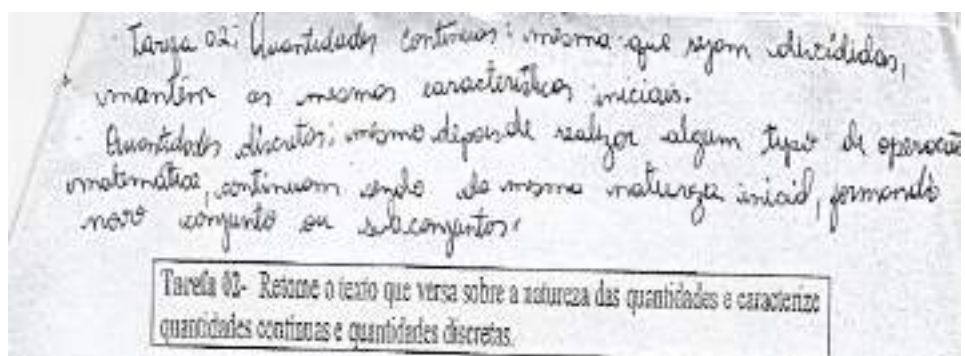 Tarefa 02: Quantidades contínuas: mesmo que sejam divididas,
mantém as mesmas características iniciais.
Quantidades discretas: mesmo depois de realizar algum tipo de operação
matemática, continuam sendo da mesma natureza inicial, formando
novo conjunto ou subconjuntos.
Tarefa 02- Retome o texto que versa sobre a natureza das quantidades e caracterize
quantidades contínuas e quantidades discretas.